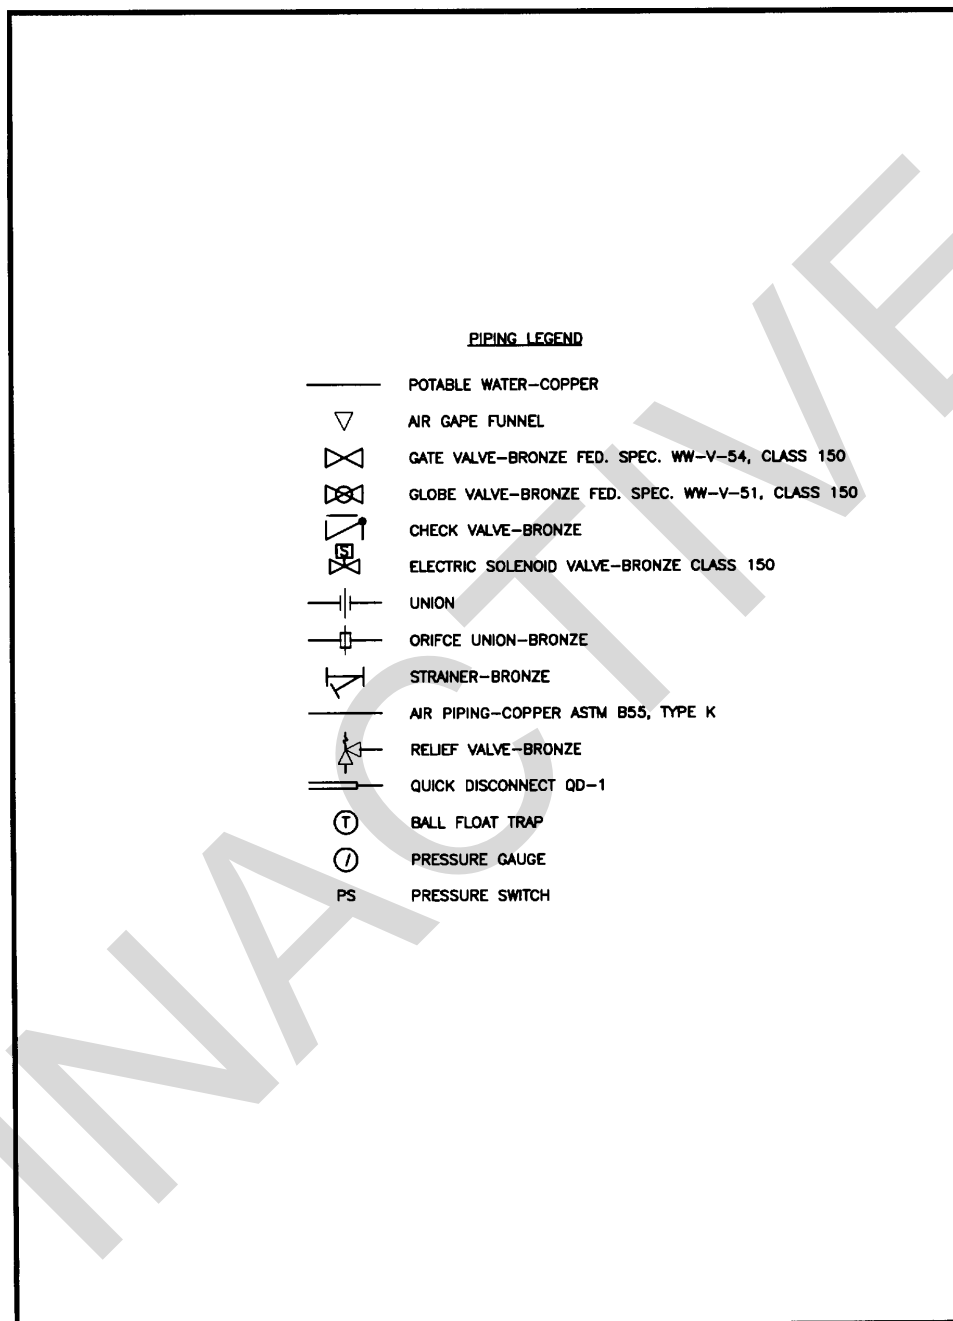 PIPING LEGEND
POTABLE WATER-COPPER
AIR GAPE FUNNEL
GATE VALVE-BRONZE FED. SPEC. WW-V-54, CLASS 150
GLOBE VALVE-BRONZE FED. SPEC. WW-V-51, CLASS 150
CHECK VALVE-BRONZE
S ELECTRIC SOLENOID VALVE-BRONZE CLASS 150
UNION
ORIFCE UNION-BRONZE
STRAINER-BRONZE
AIR PIPING-COPPER ASTM B55, TYPE K
RELIEF VALVE-BRONZE
QUICK DISCONNECT QD-1
T BALL FLOAT TRAP
PRESSURE GAUGE
PS PRESSURE SWITCH
INACTIVE